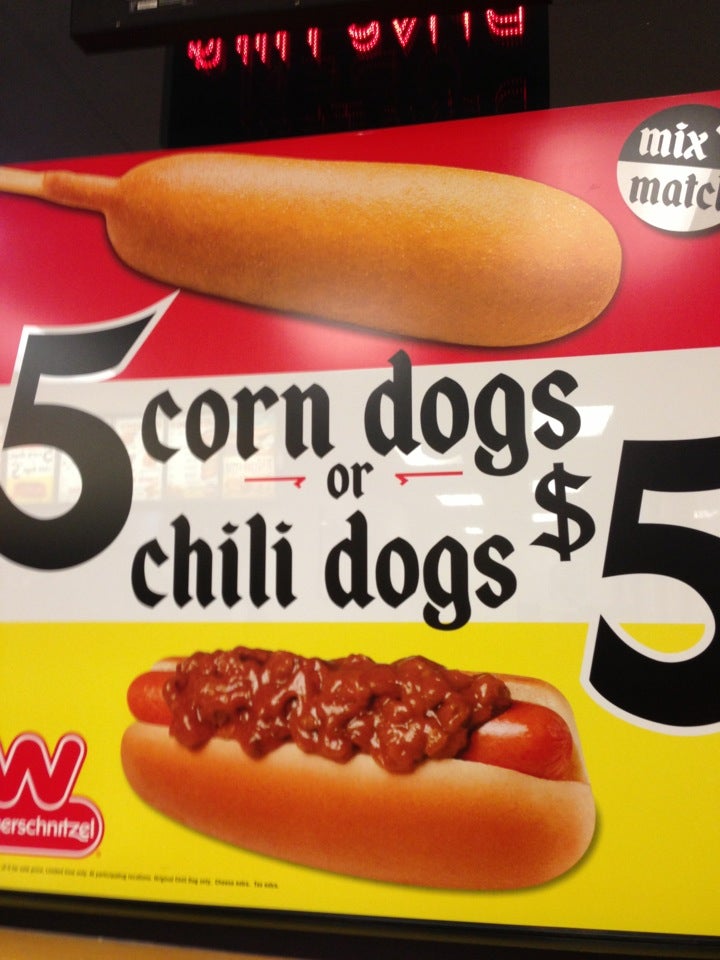 mix
matc
5 corn dogs
or
chili dogs $5
W
erschnitzel